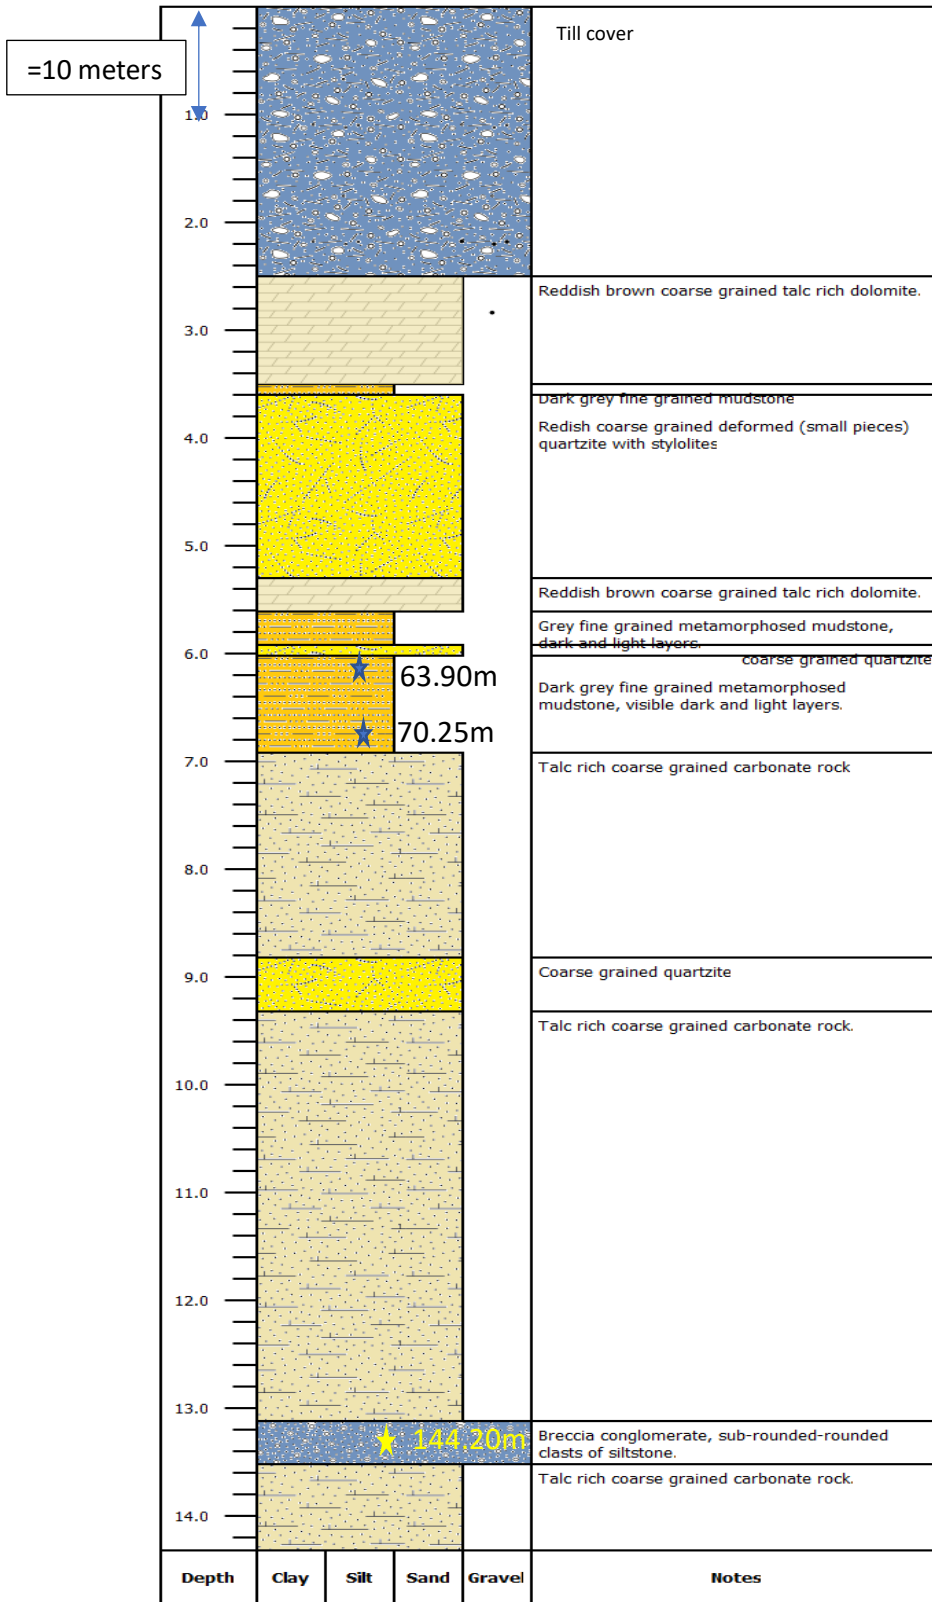 Till cover
=10 meters
1.0
2.0
Reddish brown coarse grained talc rich dolomite.
3.0
Dark grey fine grained mudstone
Redish coarse grained deformed (small pieces)
quartzite with stylolites
4.0
5.0
Reddish brown coarse grained talc rich dolomite.
Grey fine grained metamorphosed mudstone,
dark and light layers.
6.0
coarse grained quartzite
63.90m
Dark grey fine grained metamorphosed
mudstone, visible dark and light layers.
70.25m
7.0
Talc rich coarse grained carbonate rock
8.0
9.0
Coarse grained quartzite
Talc rich coarse grained carbonate rock.
10.0
11.0
12.0
13.0
144.20m
Breccia conglomerate, sub-rounded-rounded
clasts of siltstone.
Talc rich coarse grained carbonate rock.
14.0
Depth Clay Silt Sand Gravel Notes